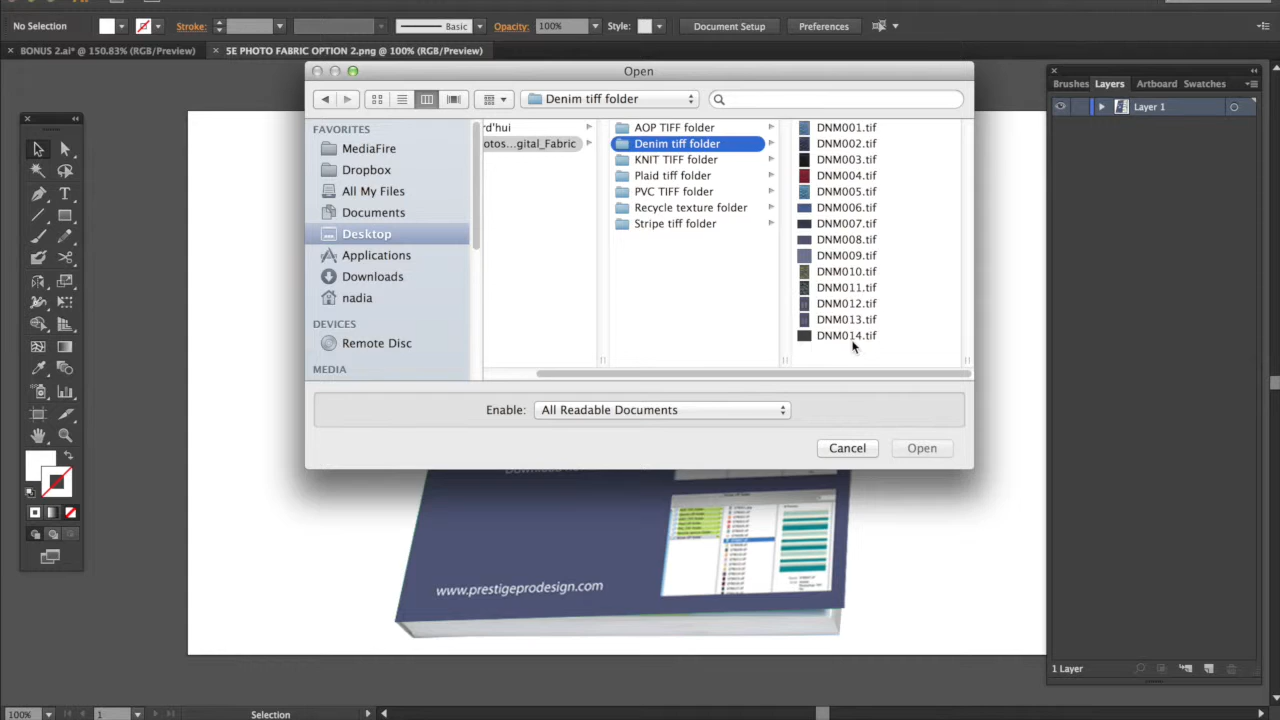 No Selection
Stroke:
Basic
Opacity: 100%
Style:
Document Setup
Preferences
BONUS 2.ai* @ 150.83% (RGB/Preview)
SE PHOTO FABRIC OPTION 2.png @ 100% (RGB/Preview)
Open
Denim tiff folder
FAVORITES
MediaFire
Dropbox
All My Files
Documents
Desktop
Applications
Downloads
nadia
DEVICES
Remote Disc
MEDIA
rd'hui
otos...gital_Fabric
AOP TIFF folder
Denim tiff folder
KNIT TIFF folder
Plaid tiff folder
PVC TIFF folder
Recycle texture folder
Stripe tiff folder
DNM001.tif
DNM002.tif
DNM003.tif
DNM004.tif
DNM005.tif
DNM006.tif
DNM007.tif
DNM008.tif
DNM009.tif
DNM010.tif
DNM011.tif
DNM012.tif
DNM013.tif
DNM014.tif
Enable: All Readable Documents
Cancel
Open
Brushes
Layers
Artboard
Swatches
Layer 1
www.prestigeprodesign.com
1 Layer
100%
1
Selection